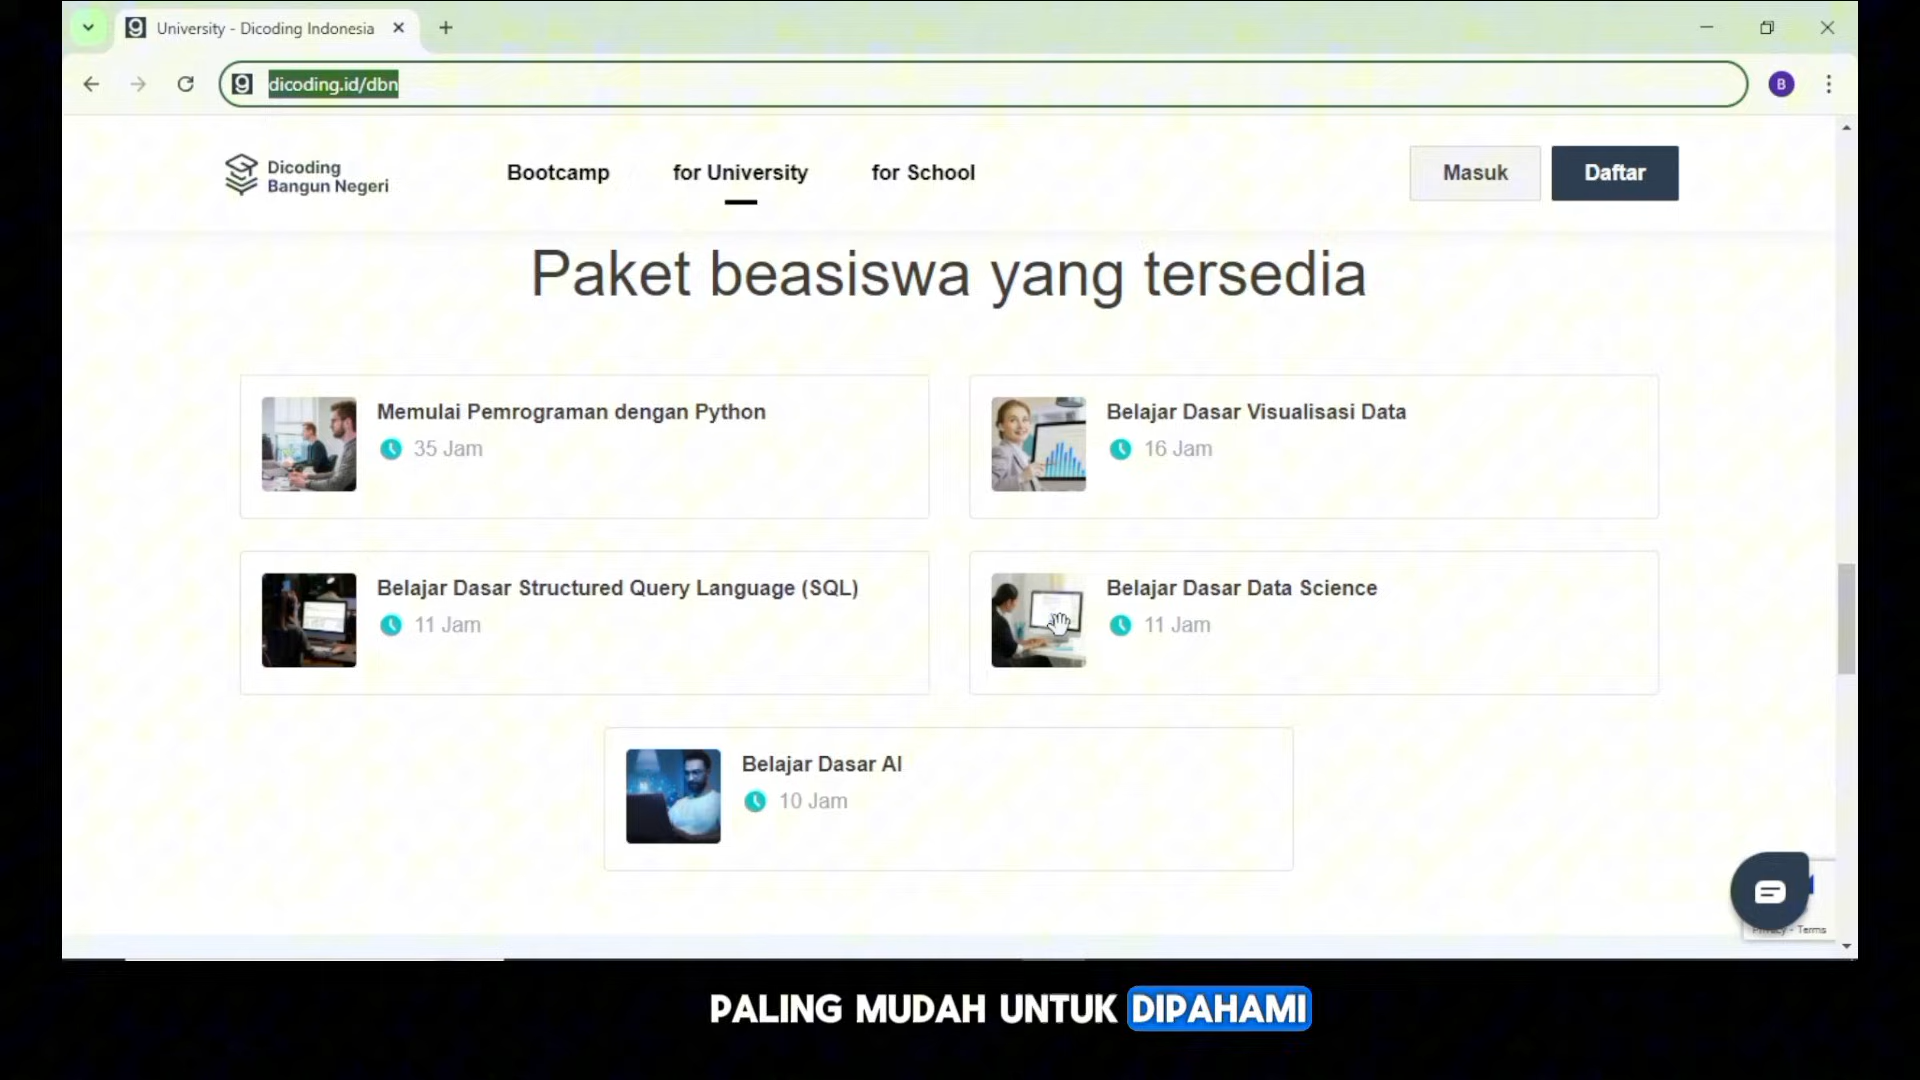 University - Dicoding Indonesia
dicoding.id/dbn
B
Dicoding
Bangun Negeri
Bootcamp
for University
for School
Masuk
Daftar
Paket beasiswa yang tersedia
Memulai Pemrograman dengan Python
35 Jam
Belajar Dasar Visualisasi Data
16 Jam
Belajar Dasar Structured Query Language (SQL)
11 Jam
Belajar Dasar Data Science
11 Jam
Belajar Dasar AI
10 Jam
Privacy - Terms
PALING MUDAH UNTUK DIPAHAMI